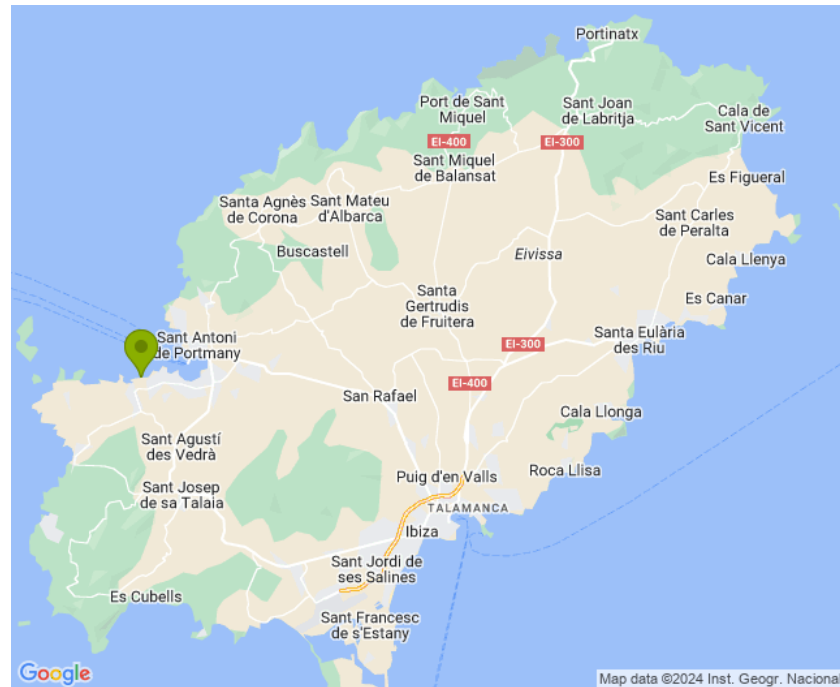 Portinatx
Port de Sant
Miquel
Sant Joan
de Labritja
Cala de
Sant Vicent
EI-400
EI-300
Sant Miquel
de Balansat
Es Figueral
Santa Agnès
de Corona
Sant Mateu
d'Albarca
Sant Carles
de Peralta
Buscastell
Eivissa
Cala Llenya
Santa
Gertrudis
de Fruitera
Es Canar
Sant Antoni
de Portmany
Santa Eulària
des Riu
EI-300
EI-400
San Rafael
Cala Llonga
Sant Agustí
des Vedrà
Roca Llisa
Puig d'en Valls
Sant Josep
de sa Talaia
TALAMANCA
Ibiza
Sant Jordi de
ses Salines
Es Cubells
Sant Francesc
de s'Estany
Google
Map data ©2024 Inst. Geogr. Nacional